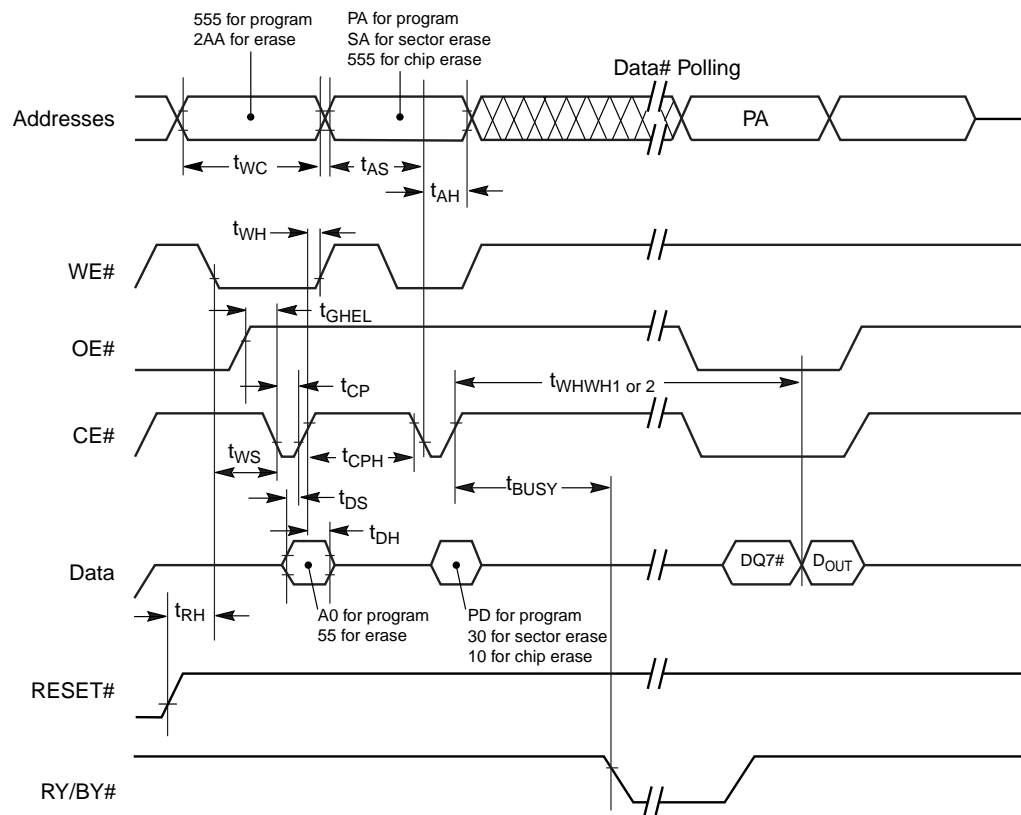 555 for program
2AA for erase
PA for program
SA for sector erase
555 for chip erase
Data# Polling
Addresses
PA
tWC
tAS
tAH
tWH
WE#
tGHEL
OE#
tWHWH1 or 2
tCP
CE#
tWS
tCPH
tBUSY
tDS
tDH
Data
DQ7#
DOUT
tRH
A0 for program
55 for erase
PD for program
30 for sector erase
10 for chip erase
RESET#
RY/BY#